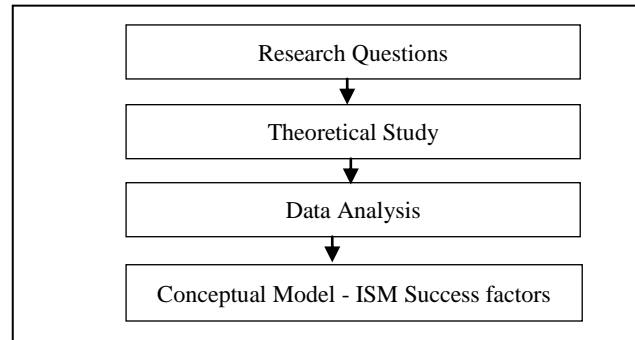 Research Questions
Theoretical Study
Data Analysis
Conceptual Model - ISM Success factors